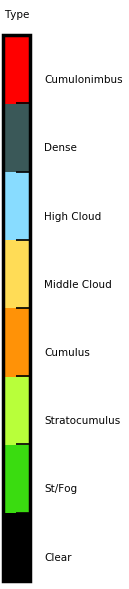 Type
Cumulonimbus
Dense
High Cloud
Middle Cloud
Cumulus
Stratocumulus
St/Fog
Clear